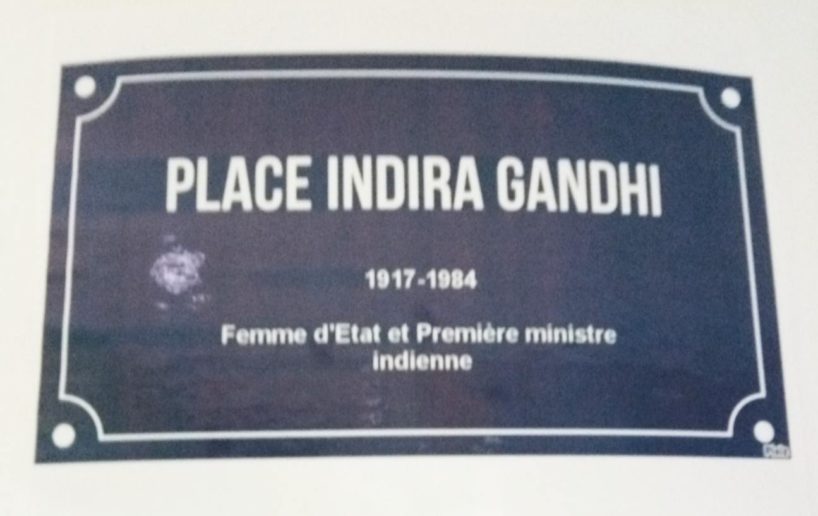 PLACE INDIRA GANDHI
1917-1984
Femme d'Etat et Première ministre
indienne